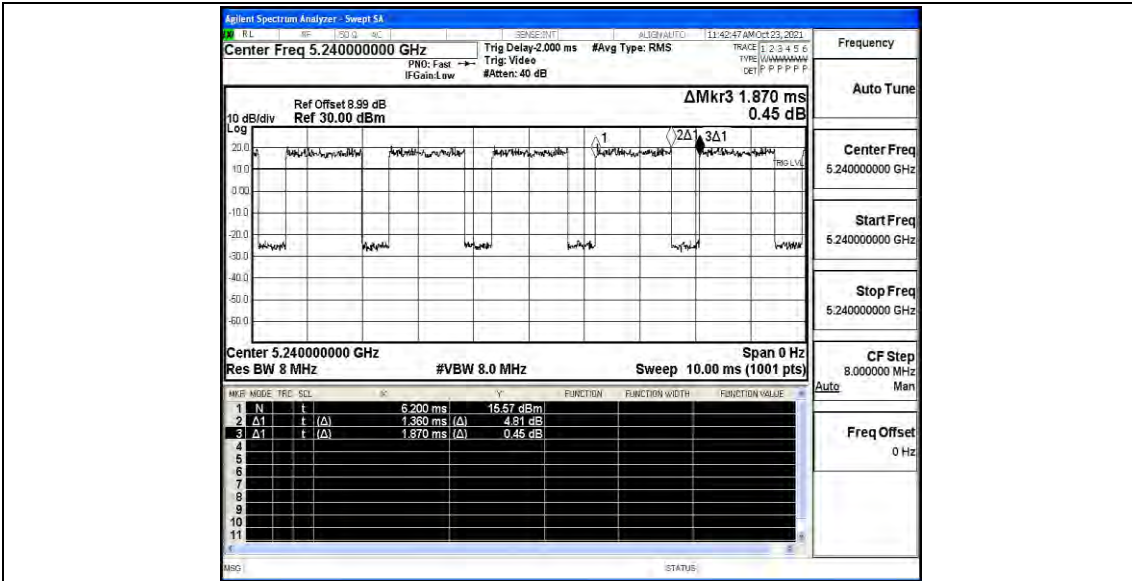 Agilent Spectrum Analyzer - Swept SA
RL RF 50 Ω AC SENSE:INT ALIGN AUTO 11:42:47 AM Oct 23, 2021
Center Freq 5.240000000 GHz
Trig Delay-2.000 ms #Avg Type: RMS
TRACE 1 2 3 4 5 6
PNO: Fast Trig: Video
TYPE WWWWWW
IFGain:Low #Atten: 40 dB
DET P P P P P P
Frequency
Ref Offset 8.99 dB
ΔMkr3 1.870 ms
10 dB/div Ref 30.00 dBm
0.45 dB
Log
1 2Δ1 3Δ1
TRIG LVL
20.0
10.0
0.00
-10.0
-20.0
-30.0
-40.0
-50.0
-60.0
Center 5.240000000 GHz
Span 0 Hz
Res BW 8 MHz #VBW 8.0 MHz Sweep 10.00 ms (1001 pts)
MKR MODE TRC SCL X Y FUNCTION FUNCTION WIDTH FUNCTION VALUE
1 N t 6.200 ms 15.57 dBm
2 Δ1 t (Δ) 1.360 ms (Δ) 4.81 dB
3 Δ1 t (Δ) 1.870 ms (Δ) 0.45 dB
4
5
6
7
8
9
10
11
MSG STATUS
Auto Tune
Center Freq
5.240000000 GHz
Start Freq
5.240000000 GHz
Stop Freq
5.240000000 GHz
CF Step
8.000000 MHz
Auto Man
Freq Offset
0 Hz